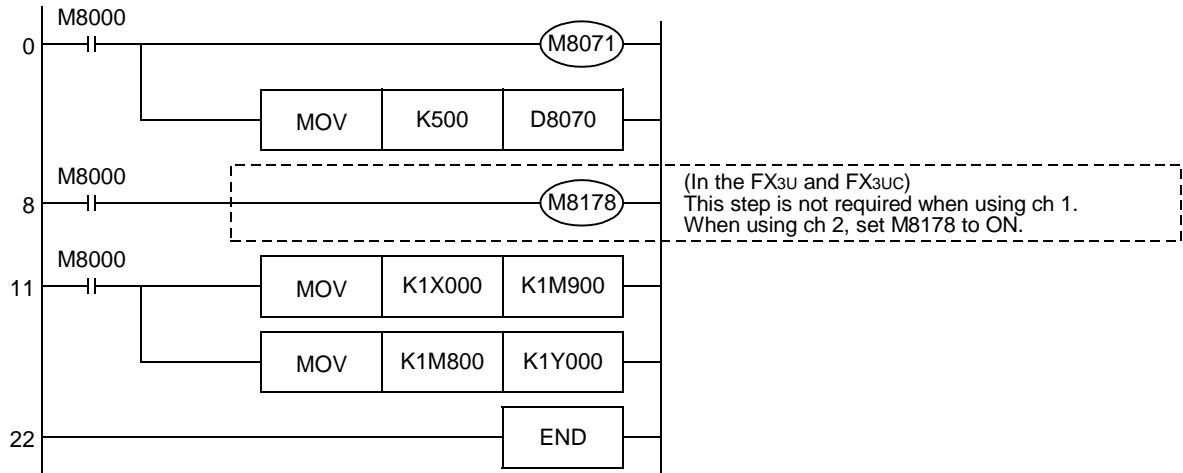 M8000
0 M8071
MOV K500 D8070
M8000
8 M8178
(In the FX3U and FX3UC)
This step is not required when using ch 1.
When using ch 2, set M8178 to ON.
M8000
11 MOV K1X000 K1M900
MOV K1M800 K1Y000
22 END